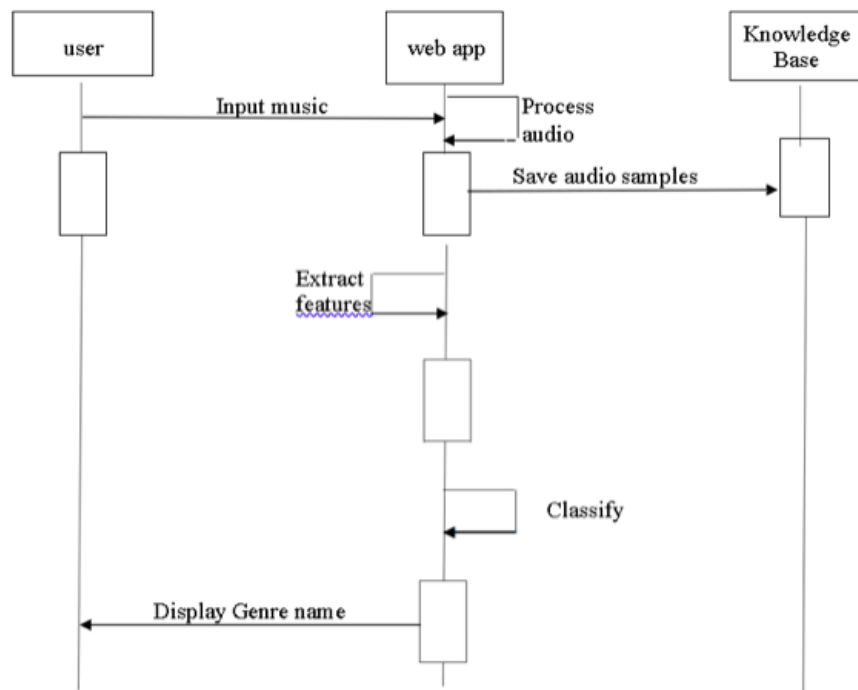 user
web app
Knowledge
Base
Input music
Process
audio
Save audio samples
Extract
features
Classify
Display Genre name